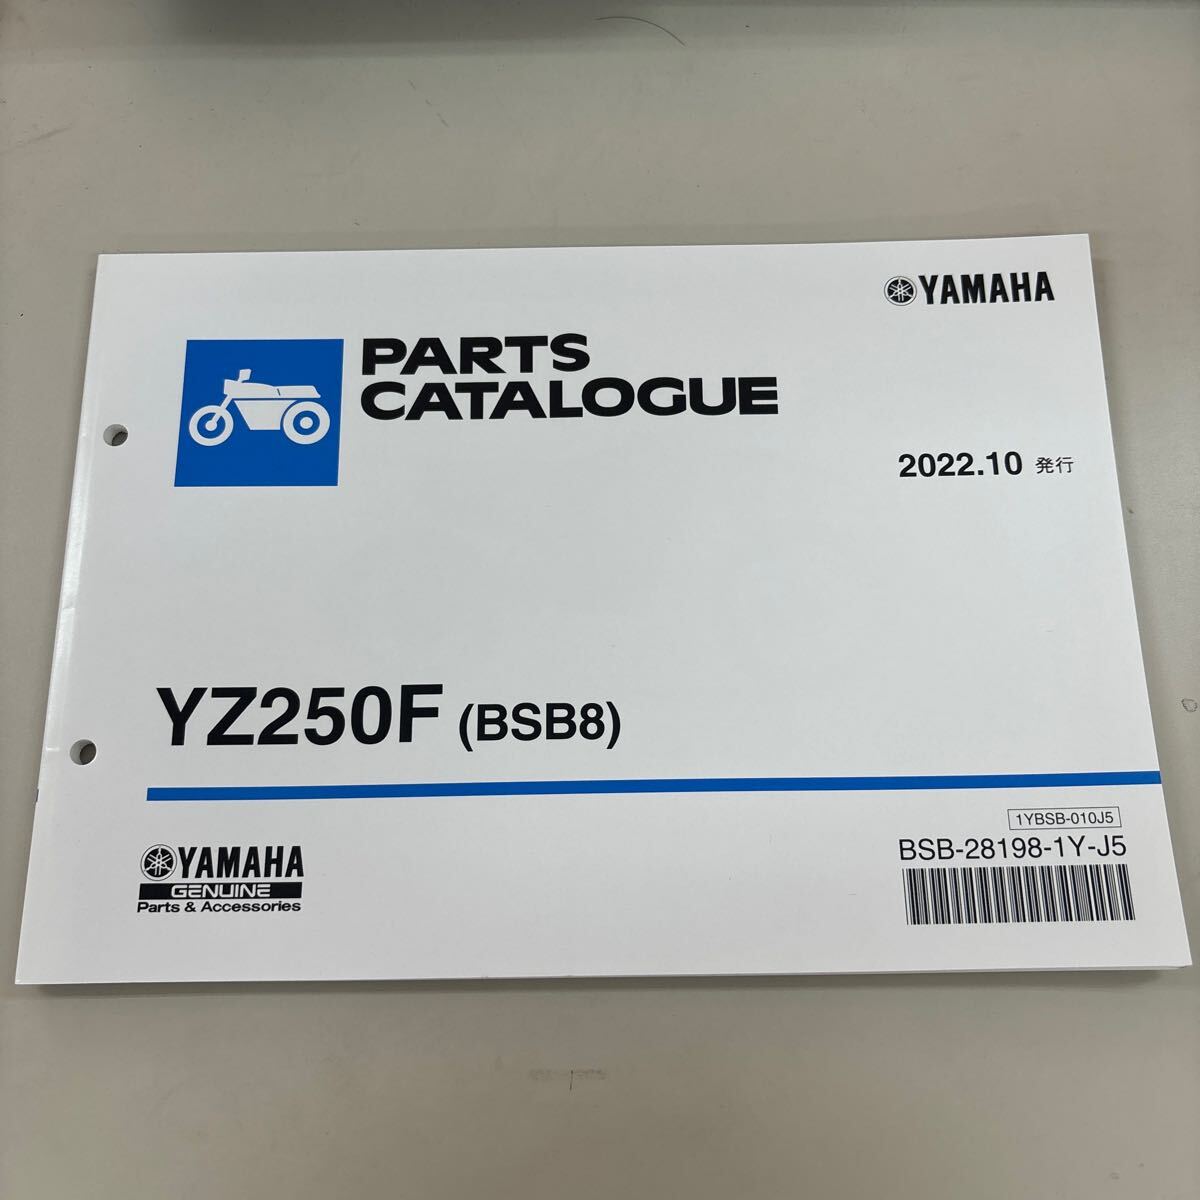 YAMAHA
PARTS
CATALOGUE
2022.10 発行
YZ250F (BSB8)
1YBSB-010J5
BSB-28198-1Y-J5
YAMAHA
GENUINE
Parts & Accessories